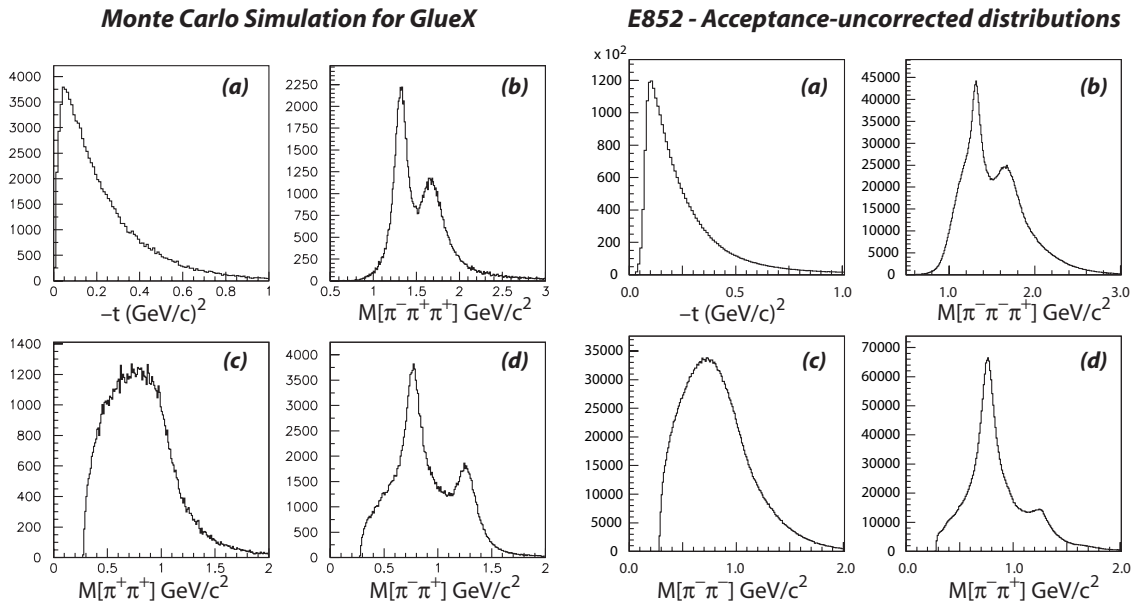 Monte Carlo Simulation for GlueX
(a)
4000
3500
3000
2500
2000
1500
1000
500
0
0 0.2 0.4 0.6 0.8 1
–t (GeV/c)²
(b)
2250
2000
1750
1500
1250
1000
750
500
250
0
0.5 1 1.5 2 2.5 3
M[π⁻π⁺π⁺] GeV/c²
(c)
1400
1200
1000
800
600
400
200
0
0 0.5 1 1.5 2
M[π⁺π⁺] GeV/c²
(d)
4000
3500
3000
2500
2000
1500
1000
500
0
0 0.5 1 1.5 2
M[π⁻π⁺] GeV/c²
E852 - Acceptance-uncorrected distributions
x 10²
(a)
1200
1000
800
600
400
200
0
0.0 0.5 1.0
–t (GeV/c)²
(b)
45000
40000
35000
30000
25000
20000
15000
10000
5000
0
1.0 2.0 3.0
M[π⁻π⁻π⁺] GeV/c²
(c)
35000
30000
25000
20000
15000
10000
5000
0
0.0 1.0 2.0
M[π⁻π⁻] GeV/c²
(d)
70000
60000
50000
40000
30000
20000
10000
0
0.0 1.0 2.0
M[π⁻π⁺] GeV/c²